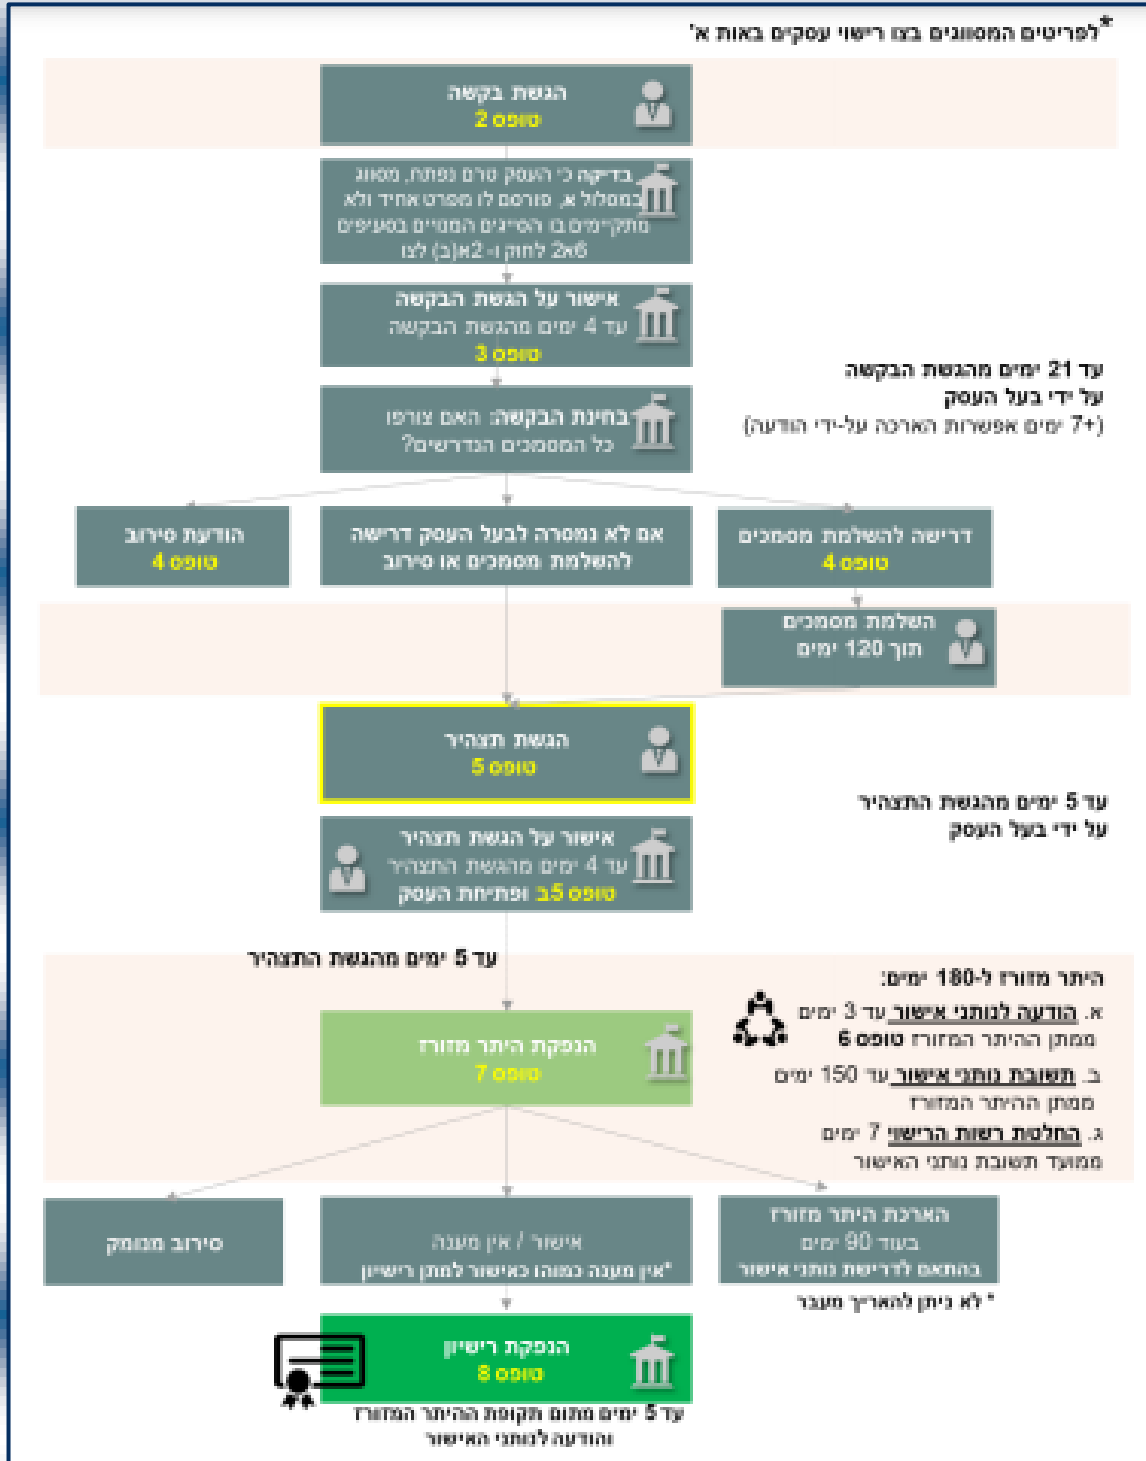 *לפריטים המסווגים בצו רישוי עסקים באות א'
הגשת בקשה
טופס 2
בדיקה כי העסק טרם נפתח, מסווג
במסלול א, פורסם לו מפרט אחיד ולא
מתקיימים בו הסייגים המנויים בסעיפים
6א2 לחוק ו- 2א(ב) לצו
אישור על הגשת הבקשה
עד 4 ימים מהגשת הבקשה
טופס 3
עד 21 ימים מהגשת הבקשה
על ידי בעל העסק
(+7 ימים אפשרות הארכה על-ידי הודעה)
בחינת הבקשה: האם צורפו
כל המסמכים הנדרשים?
דרישה להשלמת מסמכים
טופס 4
אם לא נמסרה לבעל העסק דרישה
להשלמת מסמכים או סירוב
הודעת סירוב
טופס 4
השלמת מסמכים
תוך 120 ימים
הגשת תצהיר
טופס 5
עד 5 ימים מהגשת התצהיר
על ידי בעל העסק
אישור על הגשת תצהיר
עד 4 ימים מהגשת התצהיר
טופס 5ב ופתיחת העסק
עד 5 ימים מהגשת התצהיר
היתר מזורז ל-180 ימים:
א. הודעה לנותני אישור עד 3 ימים
ממתן ההיתר המזורז טופס 6
ב. תשובת נותני אישור עד 150 ימים
ממתן ההיתר המזורז
ג. החלטת רשות הרישוי 7 ימים
ממועד תשובת נותני האישור
הנפקת היתר מזורז
טופס 7
הארכת היתר מזורז
בעוד 90 ימים
בהתאם לדרישת נותני אישור
* לא ניתן להאריך מעבר
אישור / אין מענה
*אין מענה כמוהו כאישור למתן רישיון
סירוב מנומק
הנפקת רישיון
טופס 8
עד 5 ימים מתום תקופת ההיתר המזורז
והודעה לנותני האישור